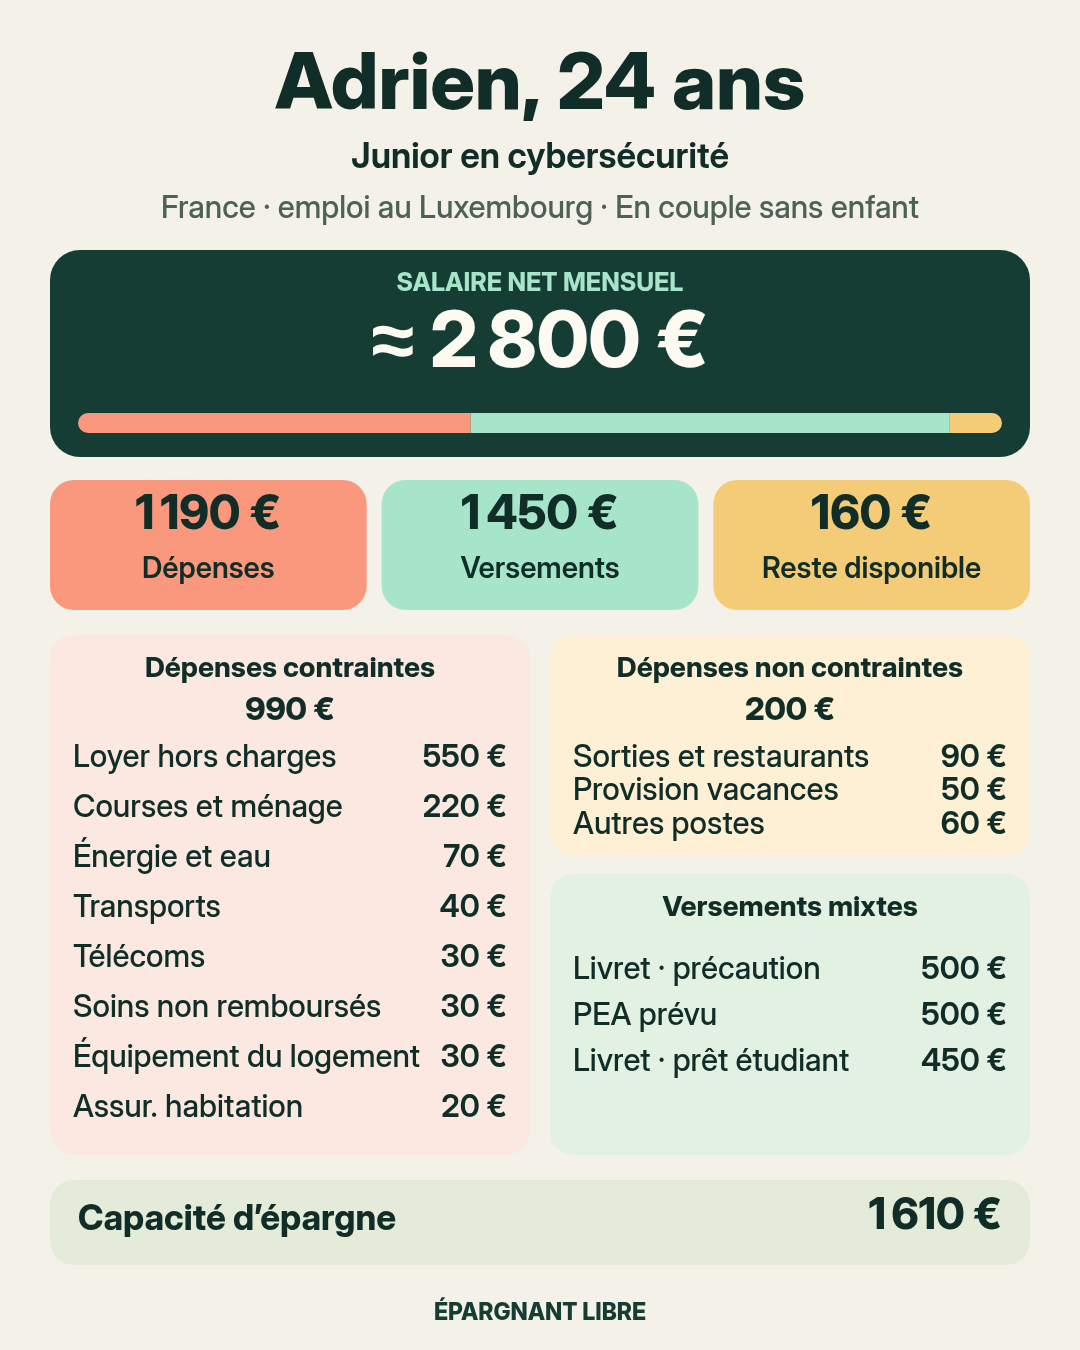 Adrien, 24 ans
Junior en cybersécurité
France · emploi au Luxembourg · En couple sans enfant
SALAIRE NET MENSUEL
≈ 2 800 €
1 190 €
Dépenses
1 450 €
Versements
160 €
Reste disponible
Dépenses contraintes
990 €
Loyer hors charges 550 €
Courses et ménage 220 €
Énergie et eau 70 €
Transports 40 €
Télécoms 30 €
Soins non remboursés 30 €
Équipement du logement 30 €
Assur. habitation 20 €
Dépenses non contraintes
200 €
Sorties et restaurants 90 €
Provision vacances 50 €
Autres postes 60 €
Versements mixtes
Livret · précaution 500 €
PEA prévu 500 €
Livret · prêt étudiant 450 €
Capacité d’épargne 1 610 €
ÉPARGNANT LIBRE